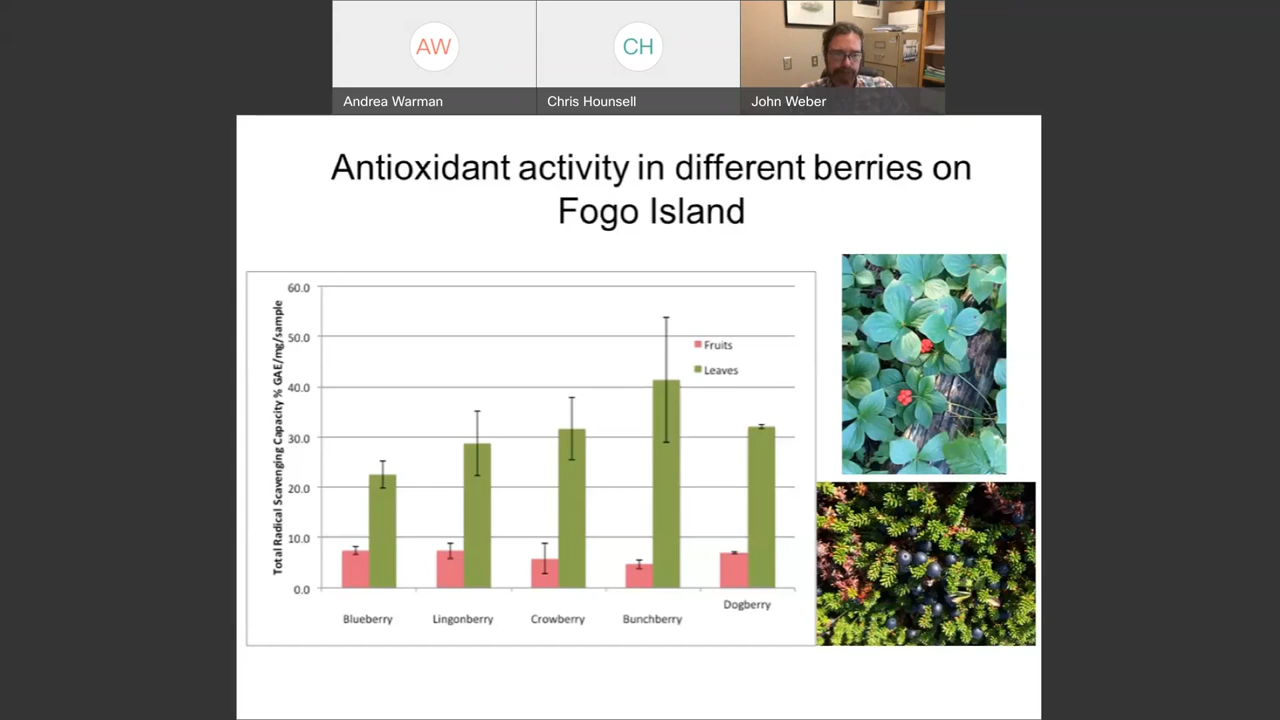 AW
CH
Andrea Warman
Chris Hounsell
John Weber
Antioxidant activity in different berries on
Fogo Island
Total Radical Scavenging Capacity % GAE/mg/sample
60.0
50.0
40.0
30.0
20.0
10.0
0.0
Fruits
Leaves
Blueberry
Lingonberry
Crowberry
Bunchberry
Dogberry